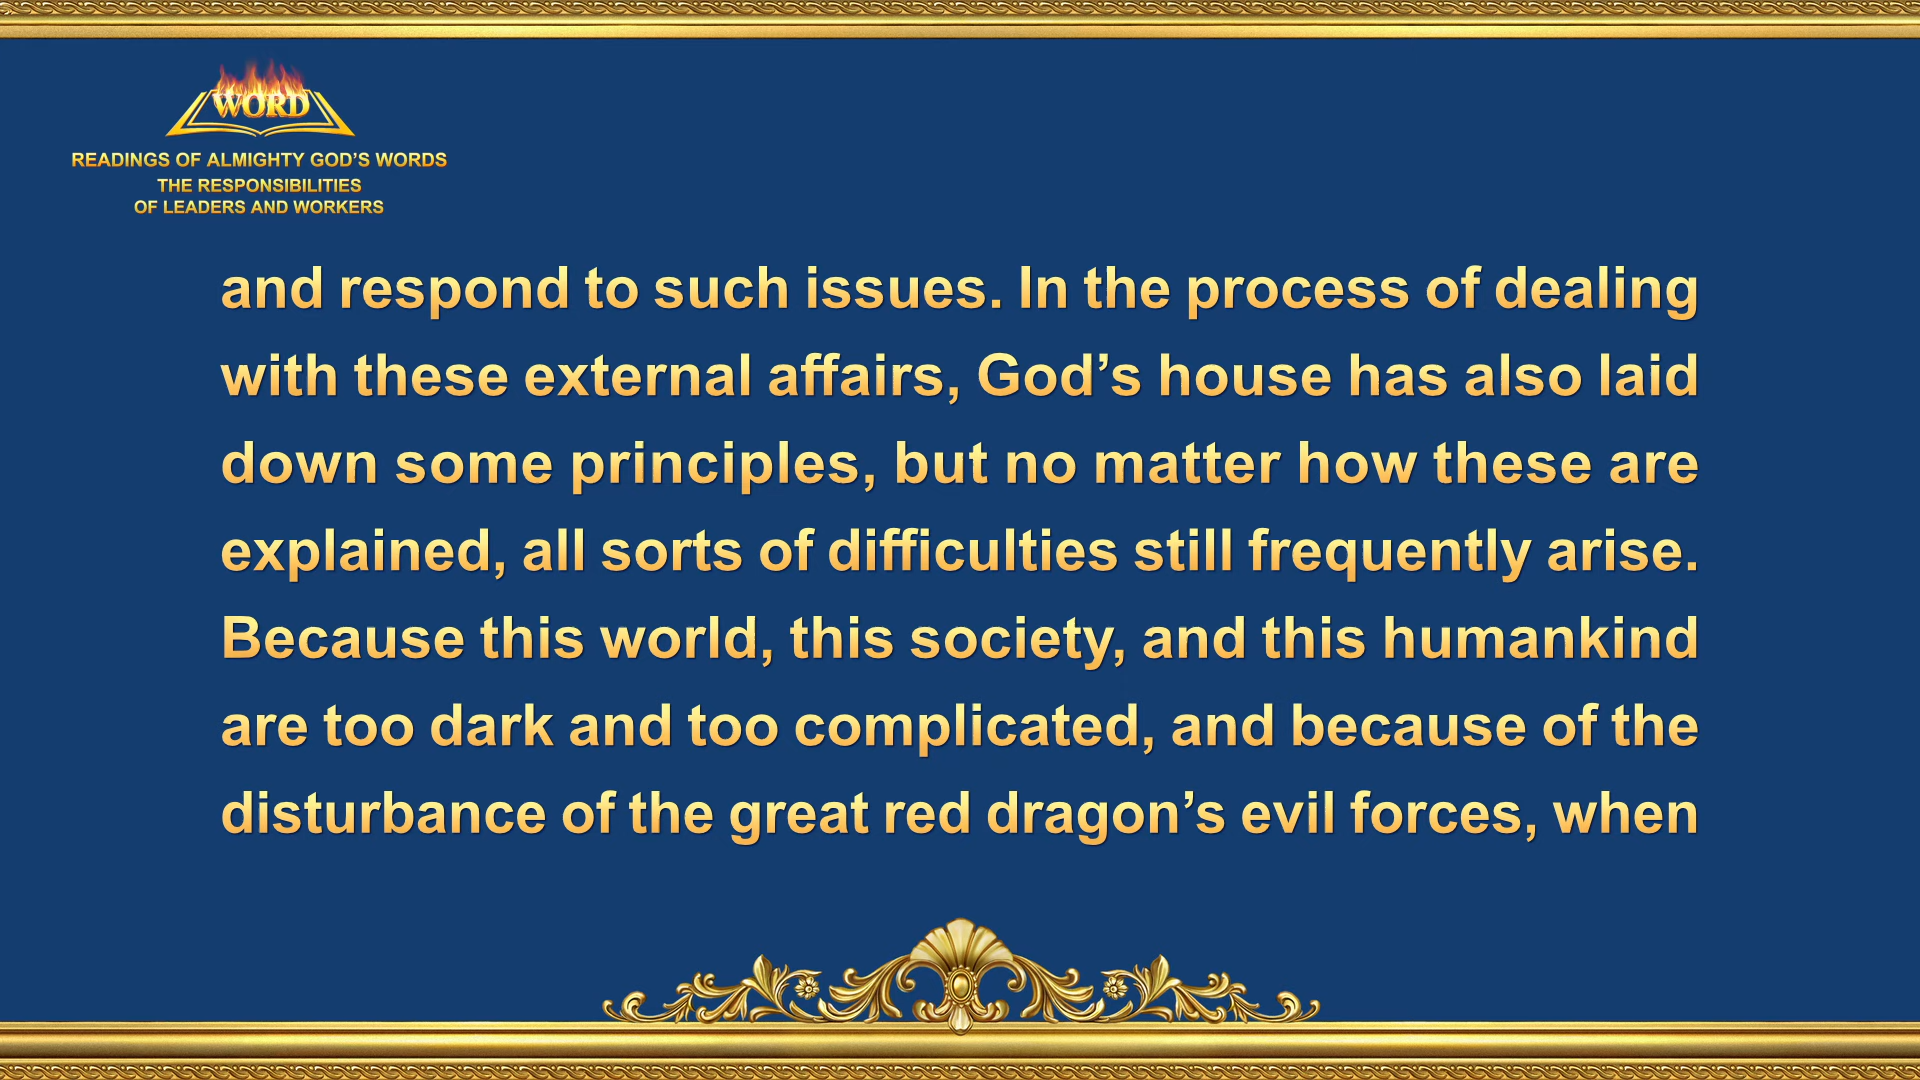 WORD
READINGS OF ALMIGHTY GOD’S WORDS
THE RESPONSIBILITIES
OF LEADERS AND WORKERS
and respond to such issues. In the process of dealing
with these external affairs, God’s house has also laid
down some principles, but no matter how these are
explained, all sorts of difficulties still frequently arise.
Because this world, this society, and this humankind
are too dark and too complicated, and because of the
disturbance of the great red dragon’s evil forces, when